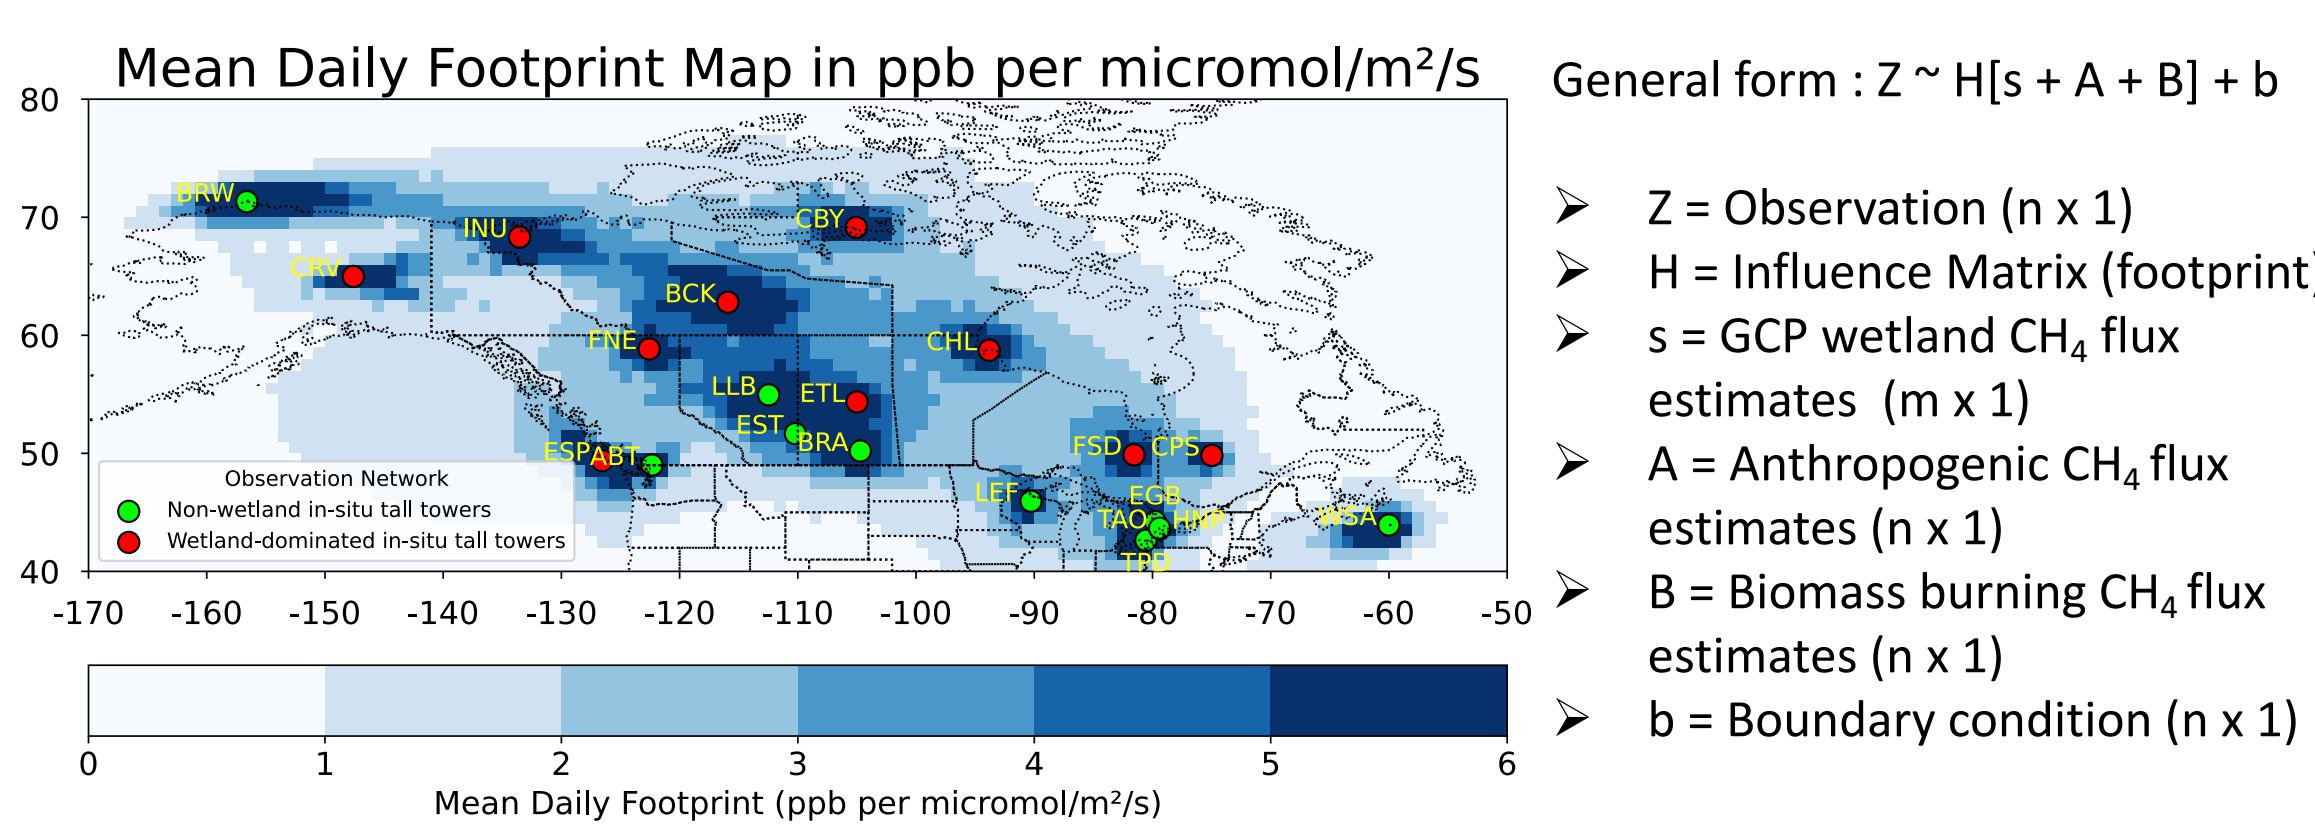 Mean Daily Footprint Map in ppb per micromol/m²/s
80
70
60
50
40
BRW
INU
CRV
CBY
BCK
FNE
CHL
LLB
ETL
EST
BRA
ESP
ABT
FSD
CPS
LEF
EGB
TAO
HNP
WSA
TPD
Observation Network
Non-wetland in-situ tall towers
Wetland-dominated in-situ tall towers
-170 -160 -150 -140 -130 -120 -110 -100 -90 -80 -70 -60 -50
0 1 2 3 4 5 6
Mean Daily Footprint (ppb per micromol/m²/s)
General form : Z ~ H[s + A + B] + b
➢ Z = Observation (n x 1)
➢ H = Influence Matrix (footprint)
➢ s = GCP wetland CH₄ flux
estimates (m x 1)
➢ A = Anthropogenic CH₄ flux
estimates (n x 1)
➢ B = Biomass burning CH₄ flux
estimates (n x 1)
➢ b = Boundary condition (n x 1)